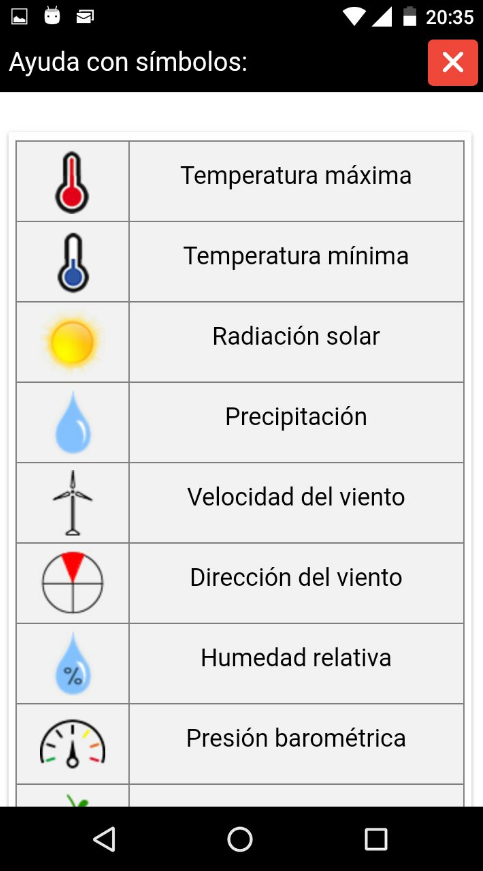 20:35
Ayuda con símbolos:
Temperatura máxima
Temperatura mínima
Radiación solar
Precipitación
Velocidad del viento
Dirección del viento
%
Humedad relativa
Presión barométrica